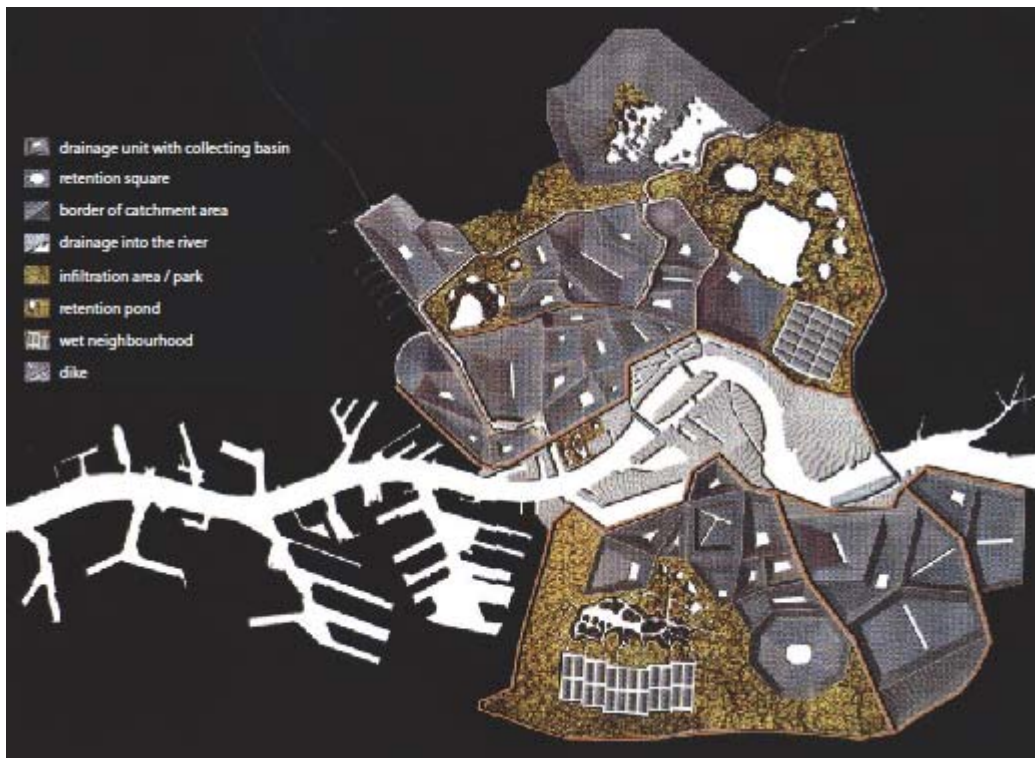 drainage unit with collecting basin
retention square
border of catchment area
drainage into the river
infiltration area / park
retention pond
wet neighbourhood
dike